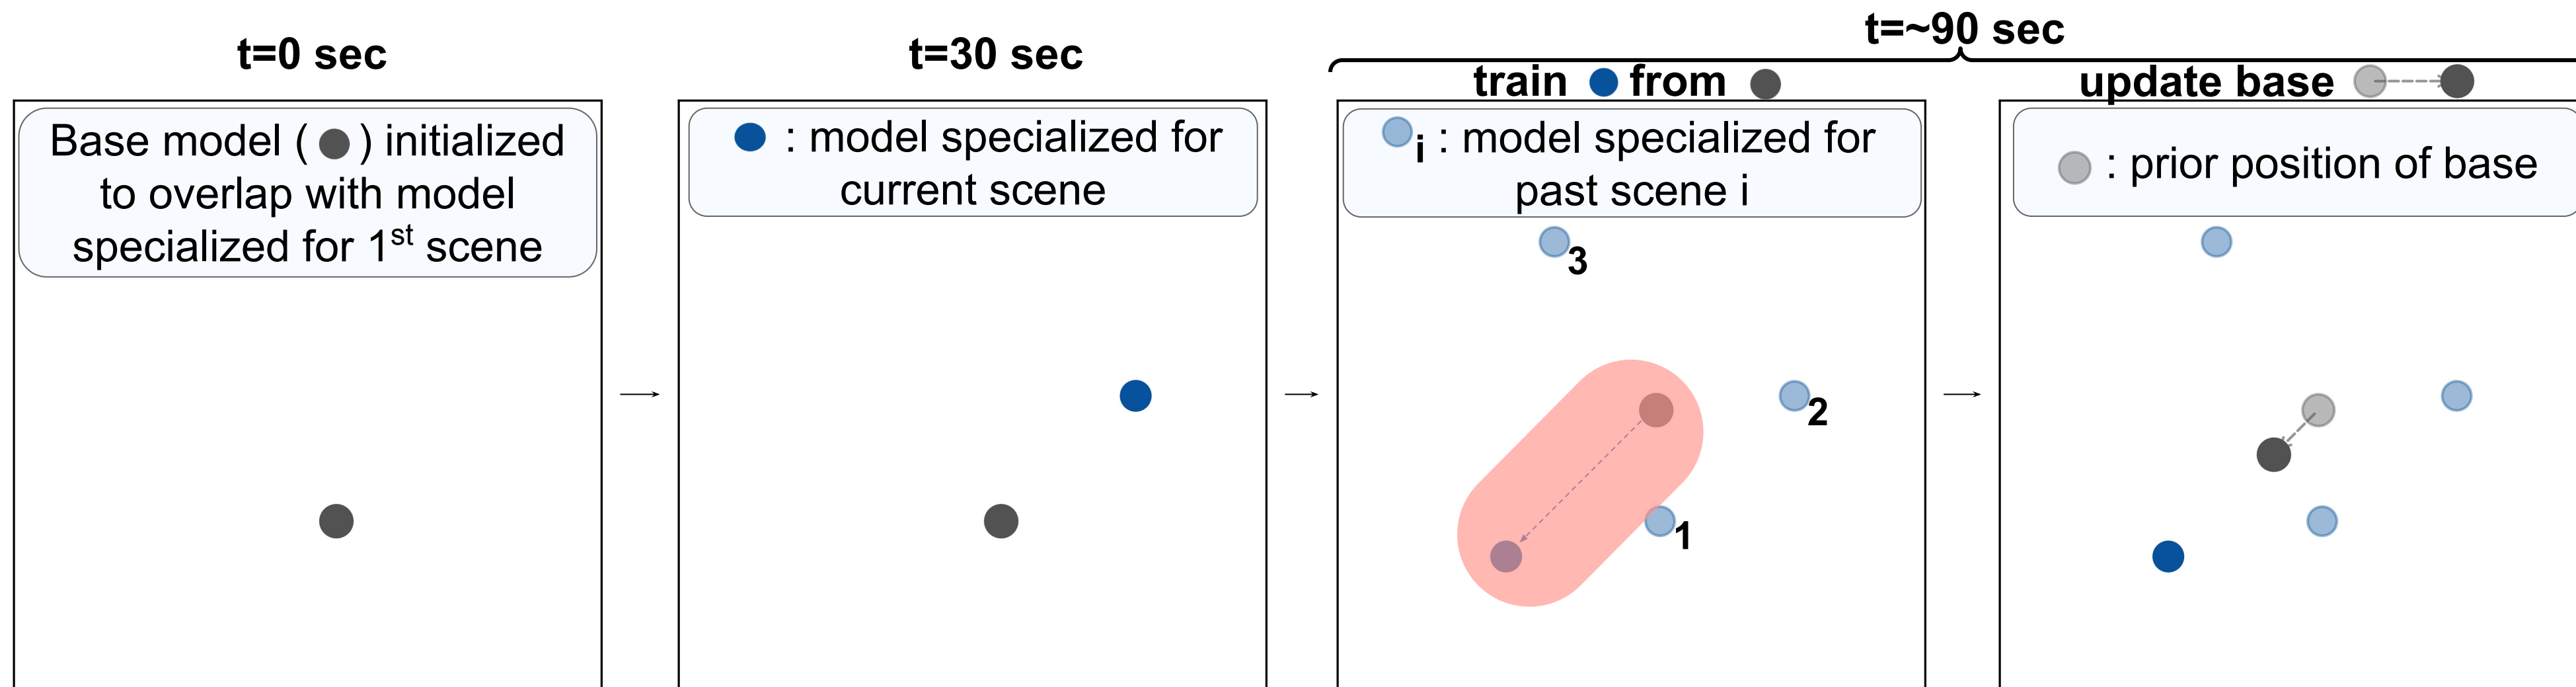 t=0 sec
Base model ( ) initialized
to overlap with model
specialized for 1st scene
t=30 sec
: model specialized for
current scene
t=~90 sec
train from
i : model specialized for
past scene i
3
2
1
update base
: prior position of base